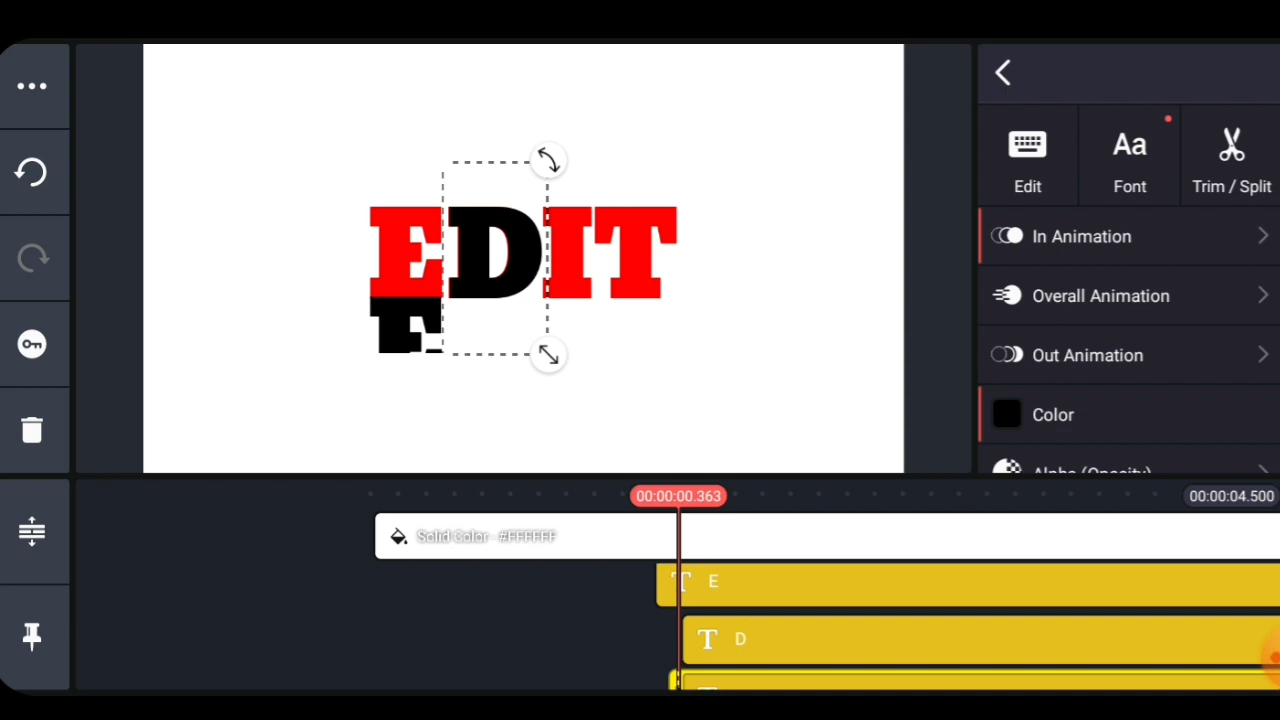 EDIT
E
Edit
Font
Trim / Split
In Animation
Overall Animation
Out Animation
Color
Alpha (Opacity)
00:00:00.363
00:00:04.500
Solid Color - #FFFFFF
E
D